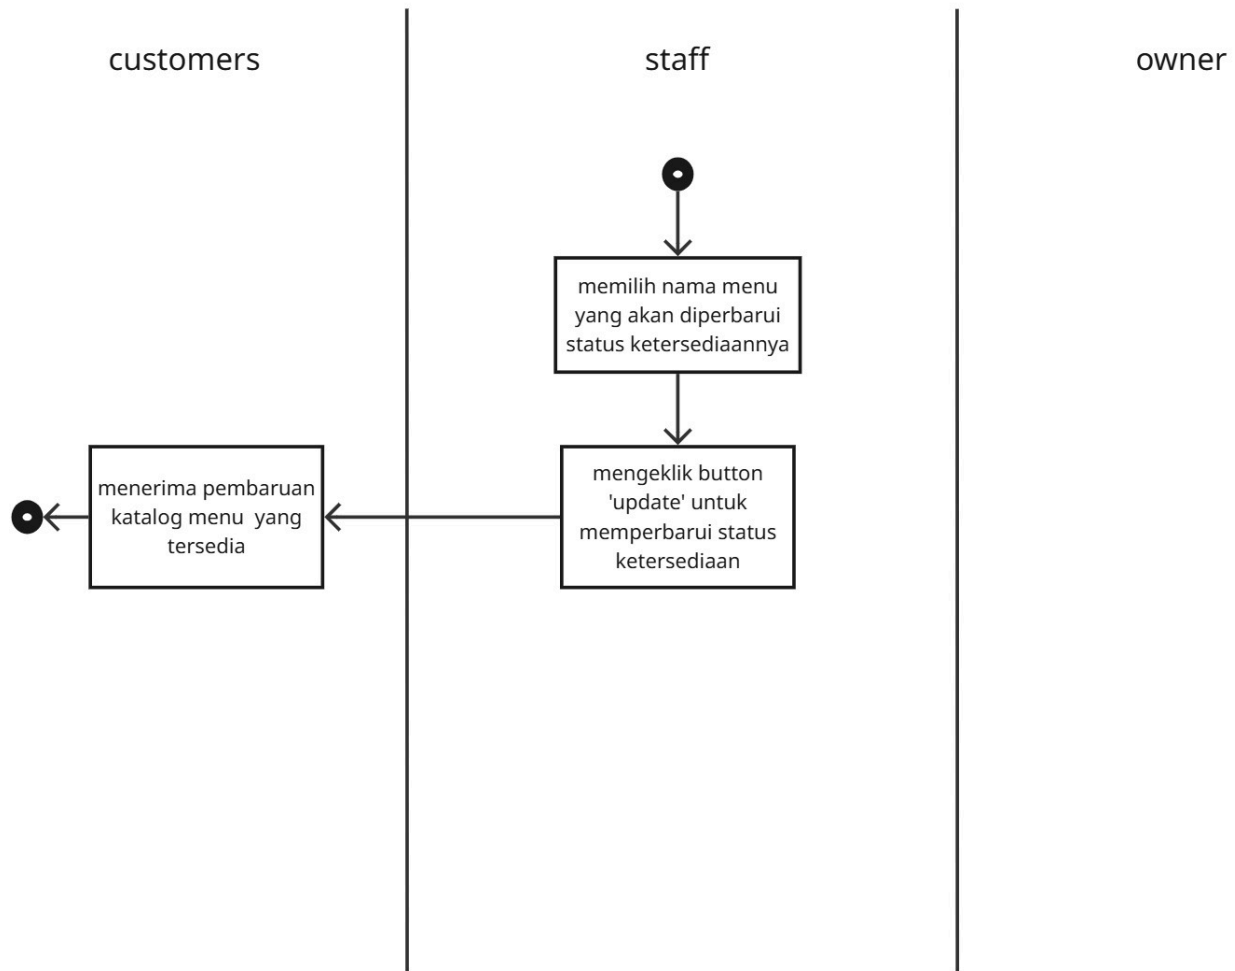 customers
staff
owner
memilih nama menu
yang akan diperbarui
status ketersediaannya
mengeklik button
'update' untuk
memperbarui status
ketersediaan
menerima pembaruan
katalog menu  yang
tersedia